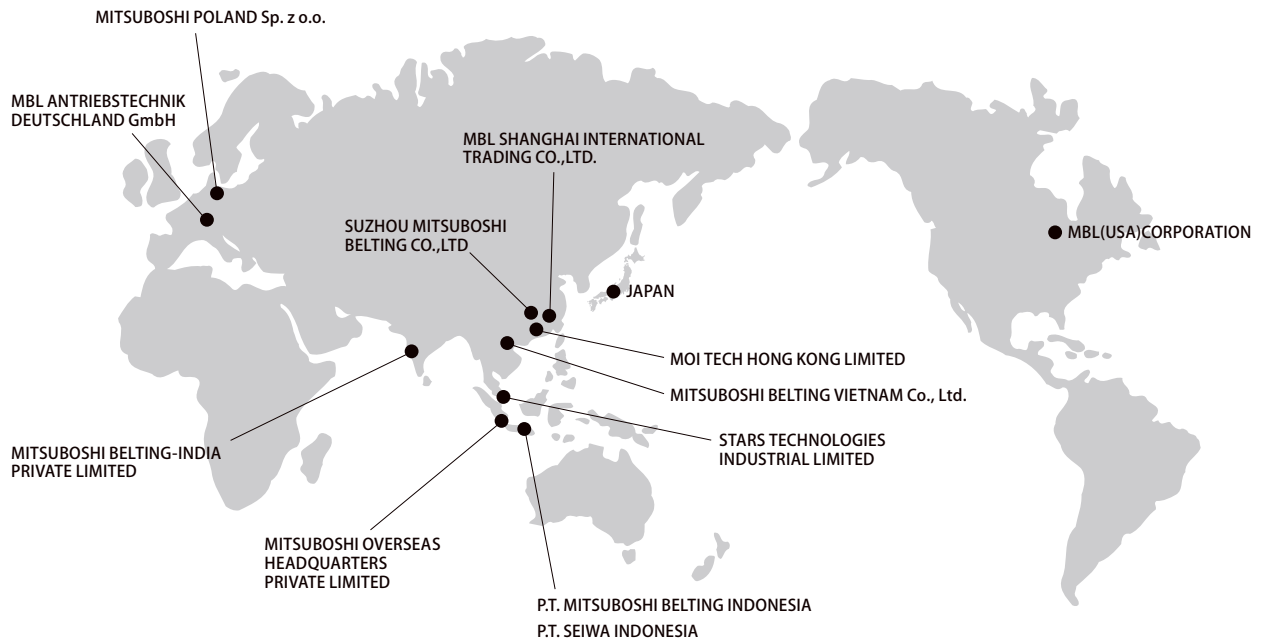 MITSUBOSHI POLAND Sp. z o.o.
MBL ANTRIEBSTECHNIK
DEUTSCHLAND GmbH
MBL SHANGHAI INTERNATIONAL
TRADING CO.,LTD.
SUZHOU MITSUBOSHI
BELTING CO.,LTD
MBL(USA)CORPORATION
JAPAN
MOI TECH HONG KONG LIMITED
MITSUBOSHI BELTING VIETNAM Co., Ltd.
STARS TECHNOLOGIES
INDUSTRIAL LIMITED
MITSUBOSHI BELTING-INDIA
PRIVATE LIMITED
MITSUBOSHI OVERSEAS
HEADQUARTERS
PRIVATE LIMITED
P.T. MITSUBOSHI BELTING INDONESIA
P.T. SEIWA INDONESIA